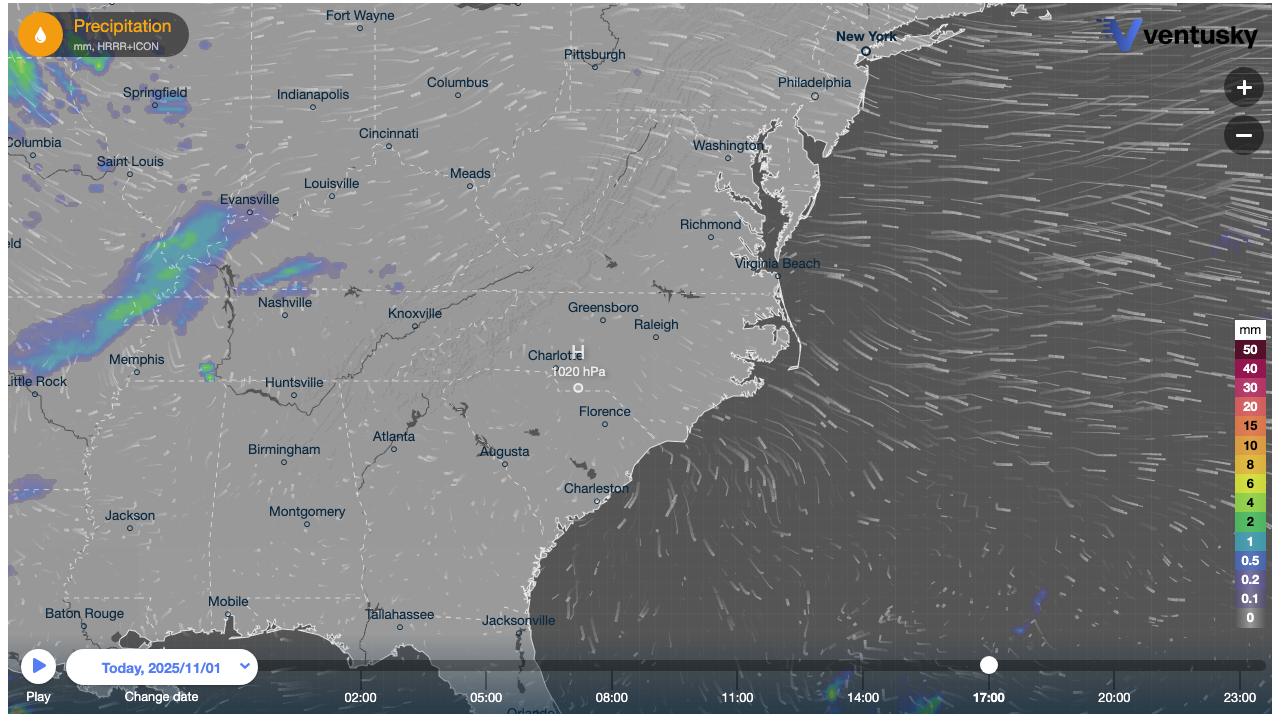 Precipitation
mm, HRRR+ICON
Fort Wayne
New York
ventusky
Pittsburgh
Columbus
Philadelphia
Springfield
Indianapolis
+
Cincinnati
−
Columbia
Washington
Saint Louis
Meads
Louisville
Evansville
Richmond
eld
Virginia Beach
Nashville
Greensboro
Knoxville
Raleigh
mm
50
40
30
20
15
10
8
6
4
2
1
0.5
0.2
0.1
0
Charlotte
H
1020 hPa
Memphis
Little Rock
Huntsville
Florence
Atlanta
Birmingham
Augusta
Charleston
Jackson
Montgomery
Mobile
Baton Rouge
Tallahassee
Jacksonville
Today, 2025/11/01
Play
Change date
02:00
05:00
08:00
11:00
14:00
17:00
20:00
23:00
Orlando